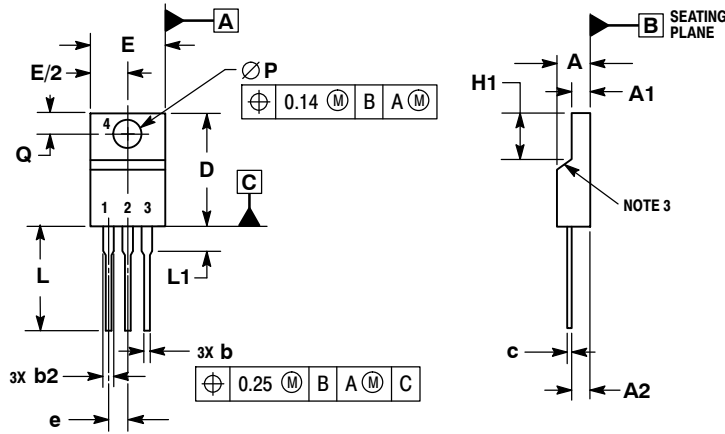 A
B SEATING PLANE
E
E/2
Ø P
⌖ 0.14 Ⓜ B A Ⓜ
A
H1
A1
4
Q
D
C
NOTE 3
1 2 3
L
L1
3X b
c
3X b2
⌖ 0.25 Ⓜ B A Ⓜ C
A2
e